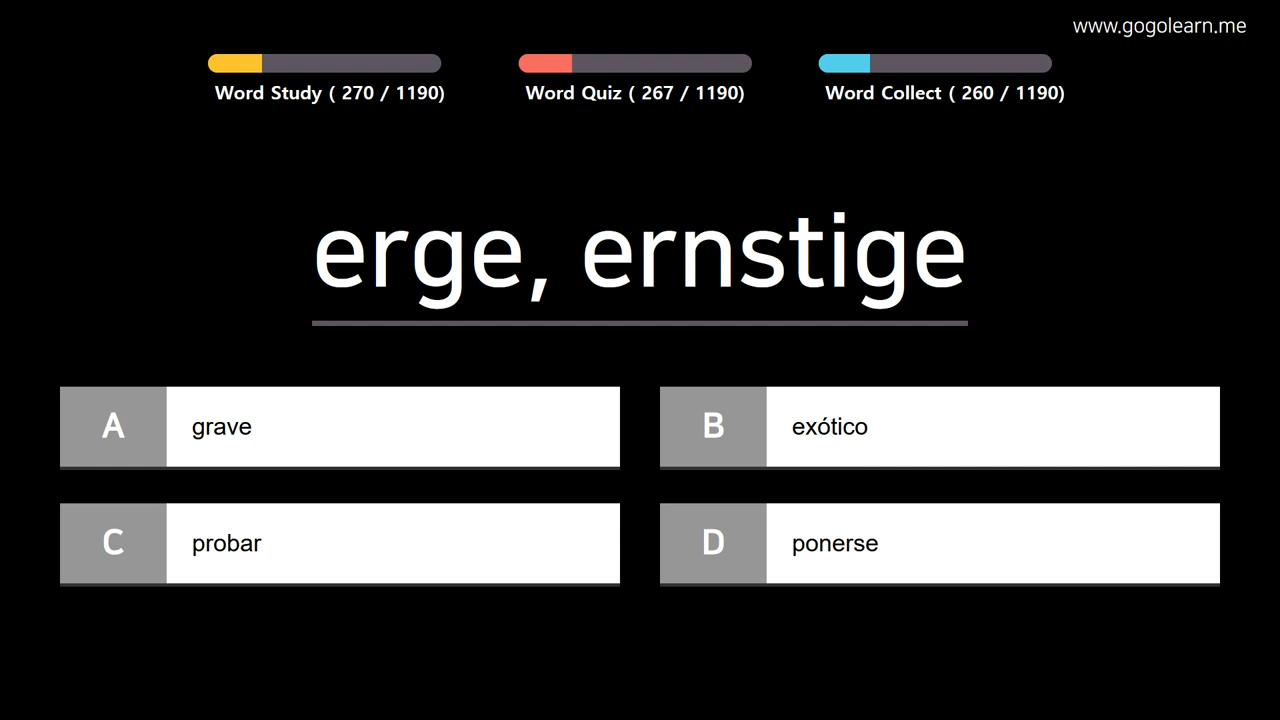 www.gogolearn.me
Word Study ( 270 / 1190)
Word Quiz ( 267 / 1190)
Word Collect ( 260 / 1190)
erge, ernstige
A grave
B exótico
C probar
D ponerse